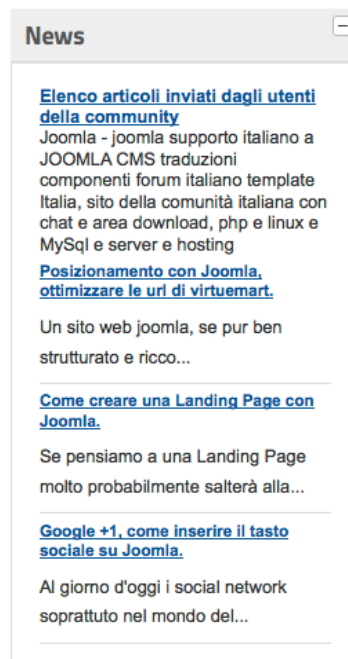 News
Elenco articoli inviati dagli utenti
della community
Joomla - joomla supporto italiano a
JOOMLA CMS traduzioni
componenti forum italiano template
Italia, sito della comunità italiana con
chat e area download, php e linux e
MySql e server e hosting
Posizionamento con Joomla,
ottimizzare le url di virtuemart.
Un sito web joomla, se pur ben
strutturato e ricco...
Come creare una Landing Page con
Joomla.
Se pensiamo a una Landing Page
molto probabilmente salterà alla...
Google +1, come inserire il tasto
sociale su Joomla.
Al giorno d'oggi i social network
soprattuto nel mondo del...